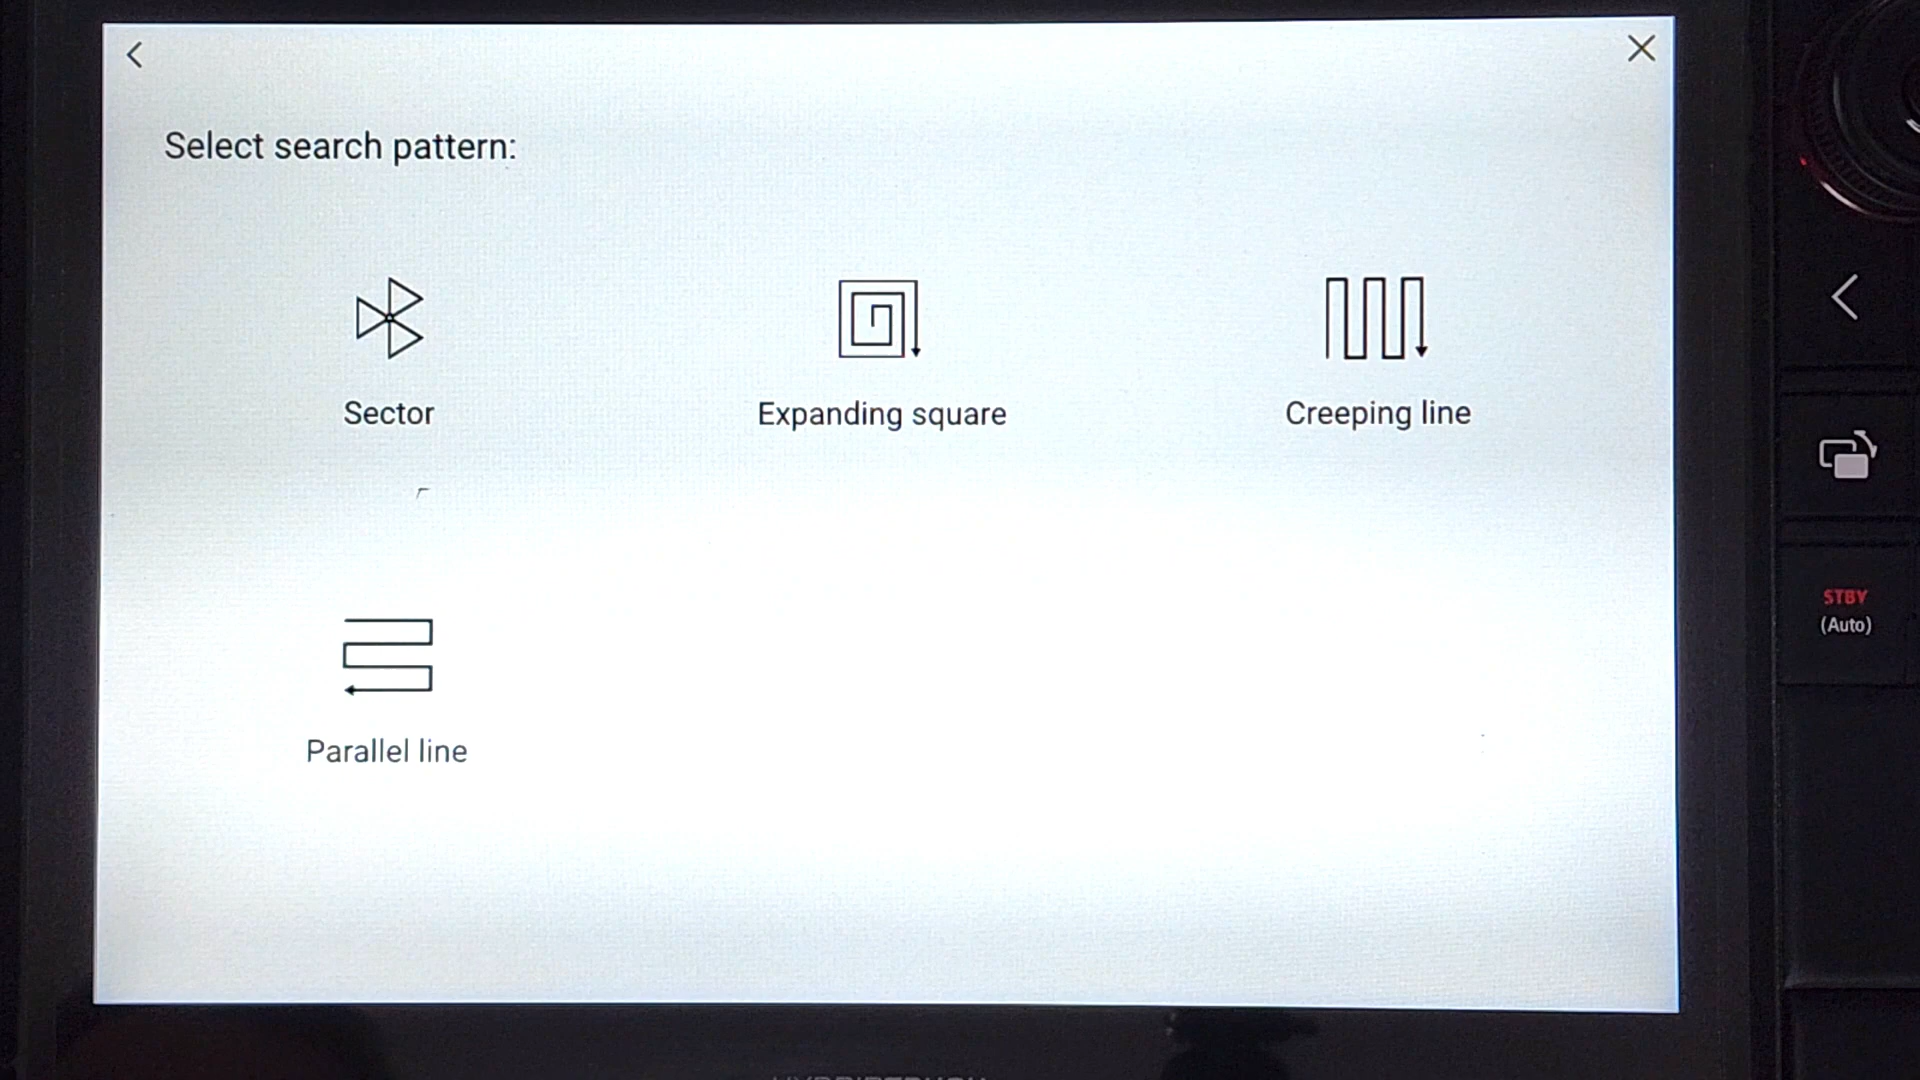 Select search pattern:
Sector
Expanding square
Creeping line
Parallel line
STBY
(Auto)